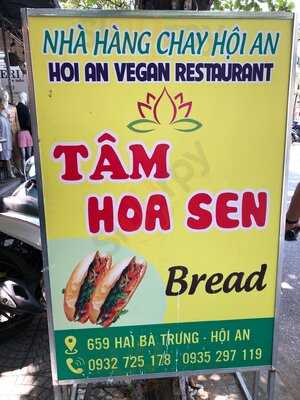 NHÀ HÀNG CHAY HỘI AN
HOI AN VEGAN RESTAURANT
TÂM
HOA SEN
Bread
659 HAI BÀ TRƯNG - HỘI AN
0932 725 178 - 0935 297 119